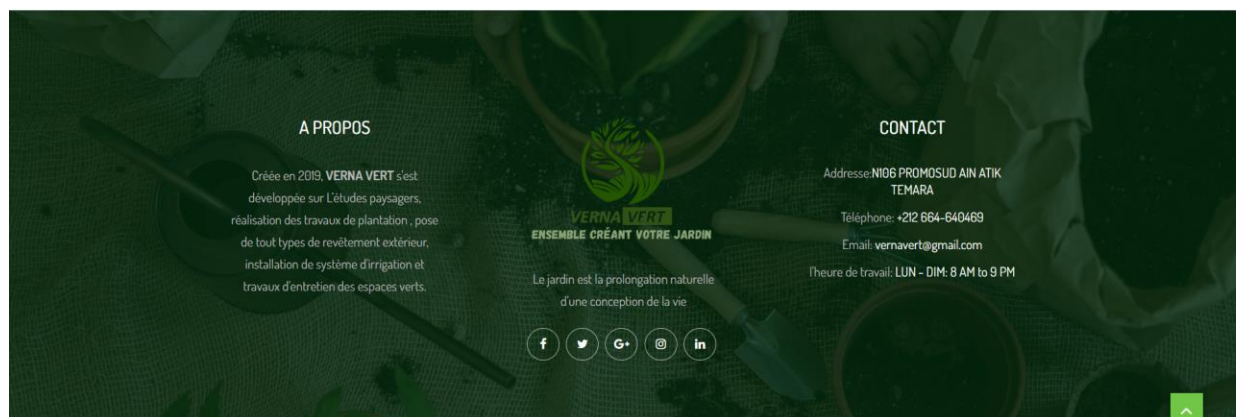 A PROPOS
Créée en 2019, VERNA VERT s'est
développée sur L'études paysagers,
réalisation des travaux de plantation , pose
de tout types de revêtement extérieur,
installation de système d'irrigation et
travaux d'entretien des espaces verts.
VERNA VERT
ENSEMBLE CRÉANT VOTRE JARDIN
Le jardin est la prolongation naturelle
d'une conception de la vie
f
G+
in
CONTACT
Addresse:N106 PROMOSUD AIN ATIK
TEMARA
Téléphone: +212 664-640469
Email: vernavert@gmail.com
l'heure de travail: LUN - DIM: 8 AM to 9 PM